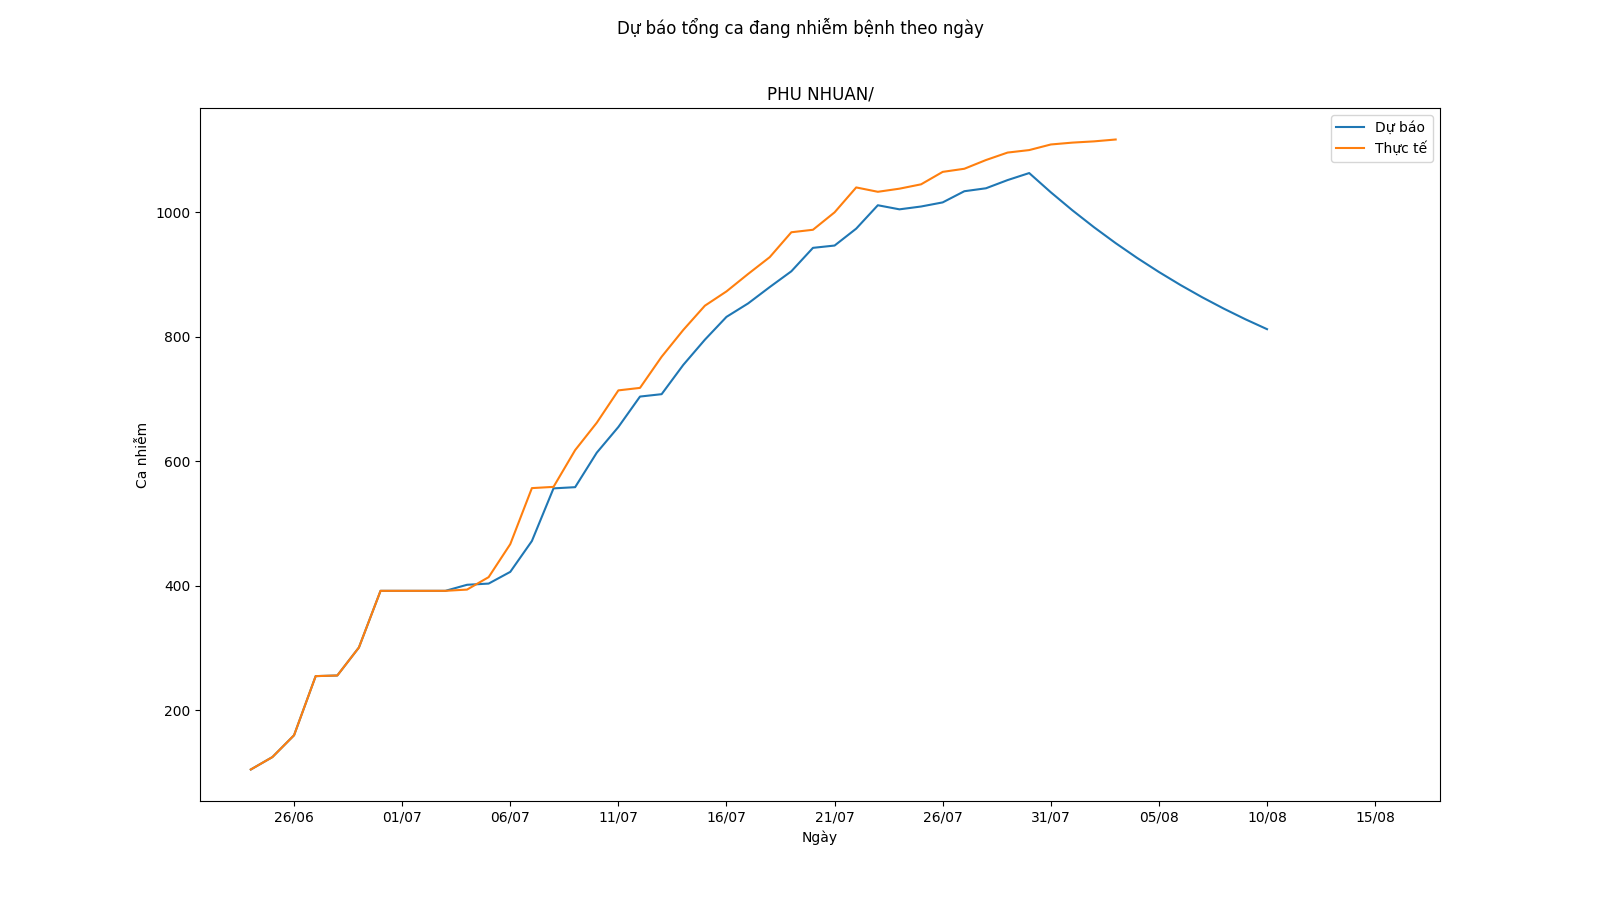 Dự báo tổng ca đang nhiễm bệnh theo ngày
PHU NHUAN/
Dự báo
Thực tế
1000
800
600
400
200
Ca nhiễm
26/06
01/07
06/07
11/07
16/07
21/07
26/07
31/07
05/08
10/08
15/08
Ngày